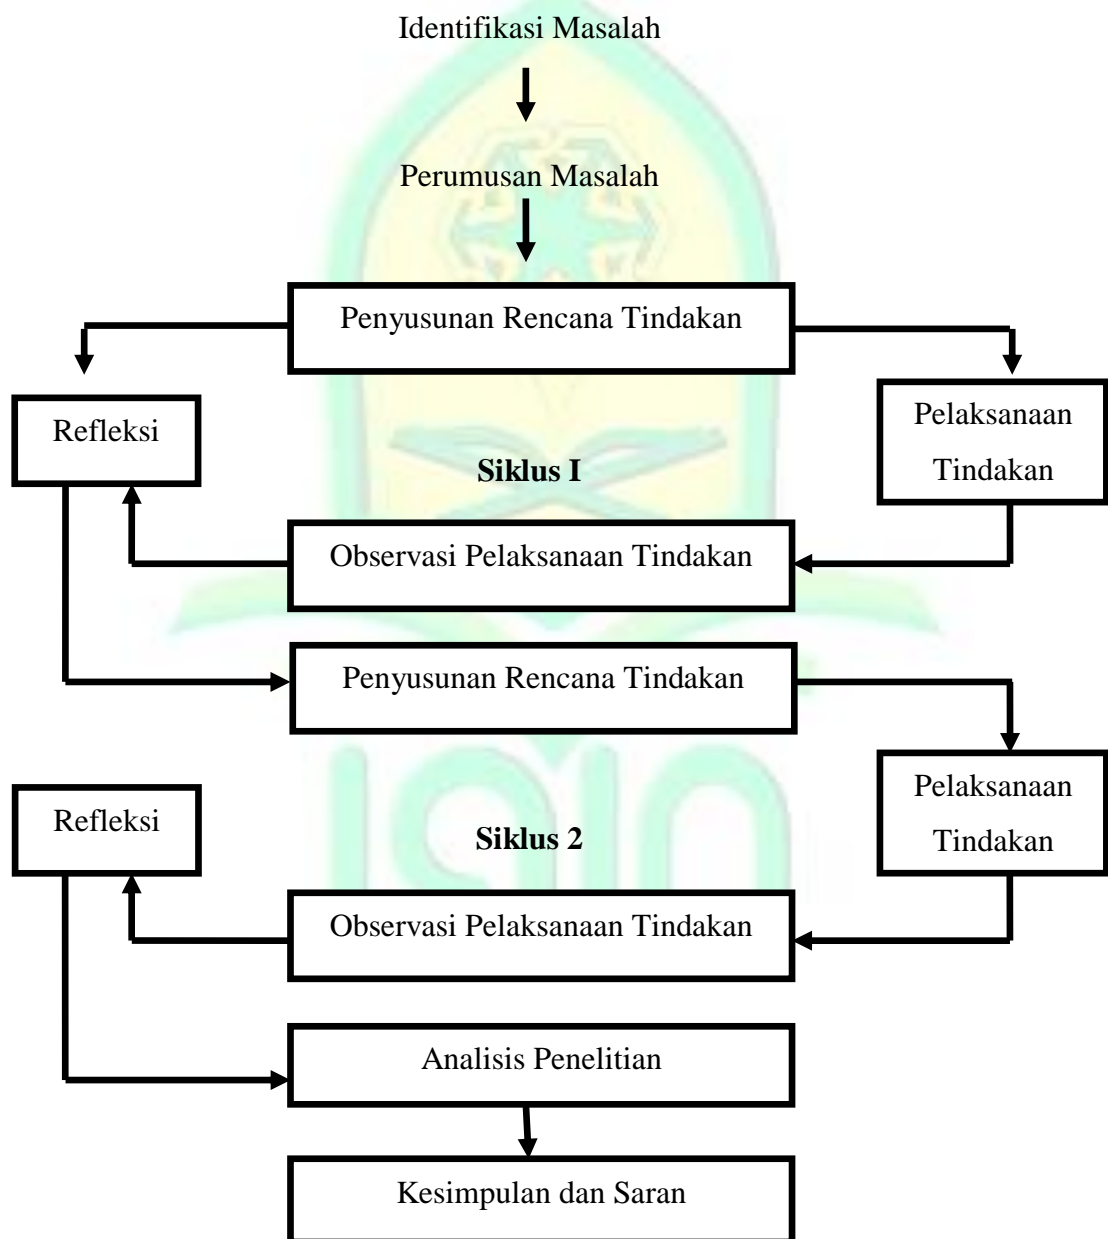 Identifikasi Masalah
Perumusan Masalah
Penyusunan Rencana Tindakan
Refleksi
Pelaksanaan
Tindakan
Siklus I
Observasi Pelaksanaan Tindakan
Penyusunan Rencana Tindakan
Refleksi
Pelaksanaan
Tindakan
Siklus 2
Observasi Pelaksanaan Tindakan
Analisis Penelitian
Kesimpulan dan Saran